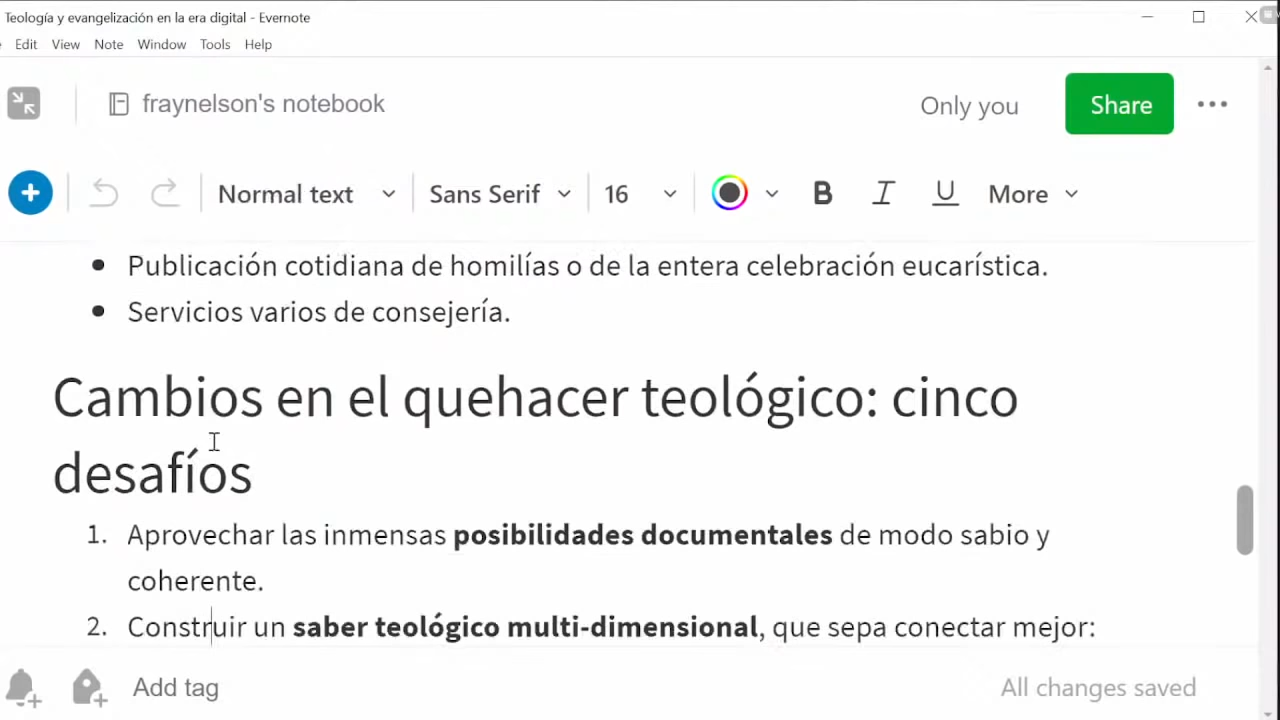 Teología y evangelización en la era digital - Evernote
Edit View Note Window Tools Help
fraynelson's notebook
Only you
Share
Normal text
Sans Serif
16
B I U More
Publicación cotidiana de homilías o de la entera celebración eucarística.
Servicios varios de consejería.
Cambios en el quehacer teológico: cinco
desafíos
1. Aprovechar las inmensas posibilidades documentales de modo sabio y
coherente.
2. Construir un saber teológico multi-dimensional, que sepa conectar mejor:
Add tag
All changes saved